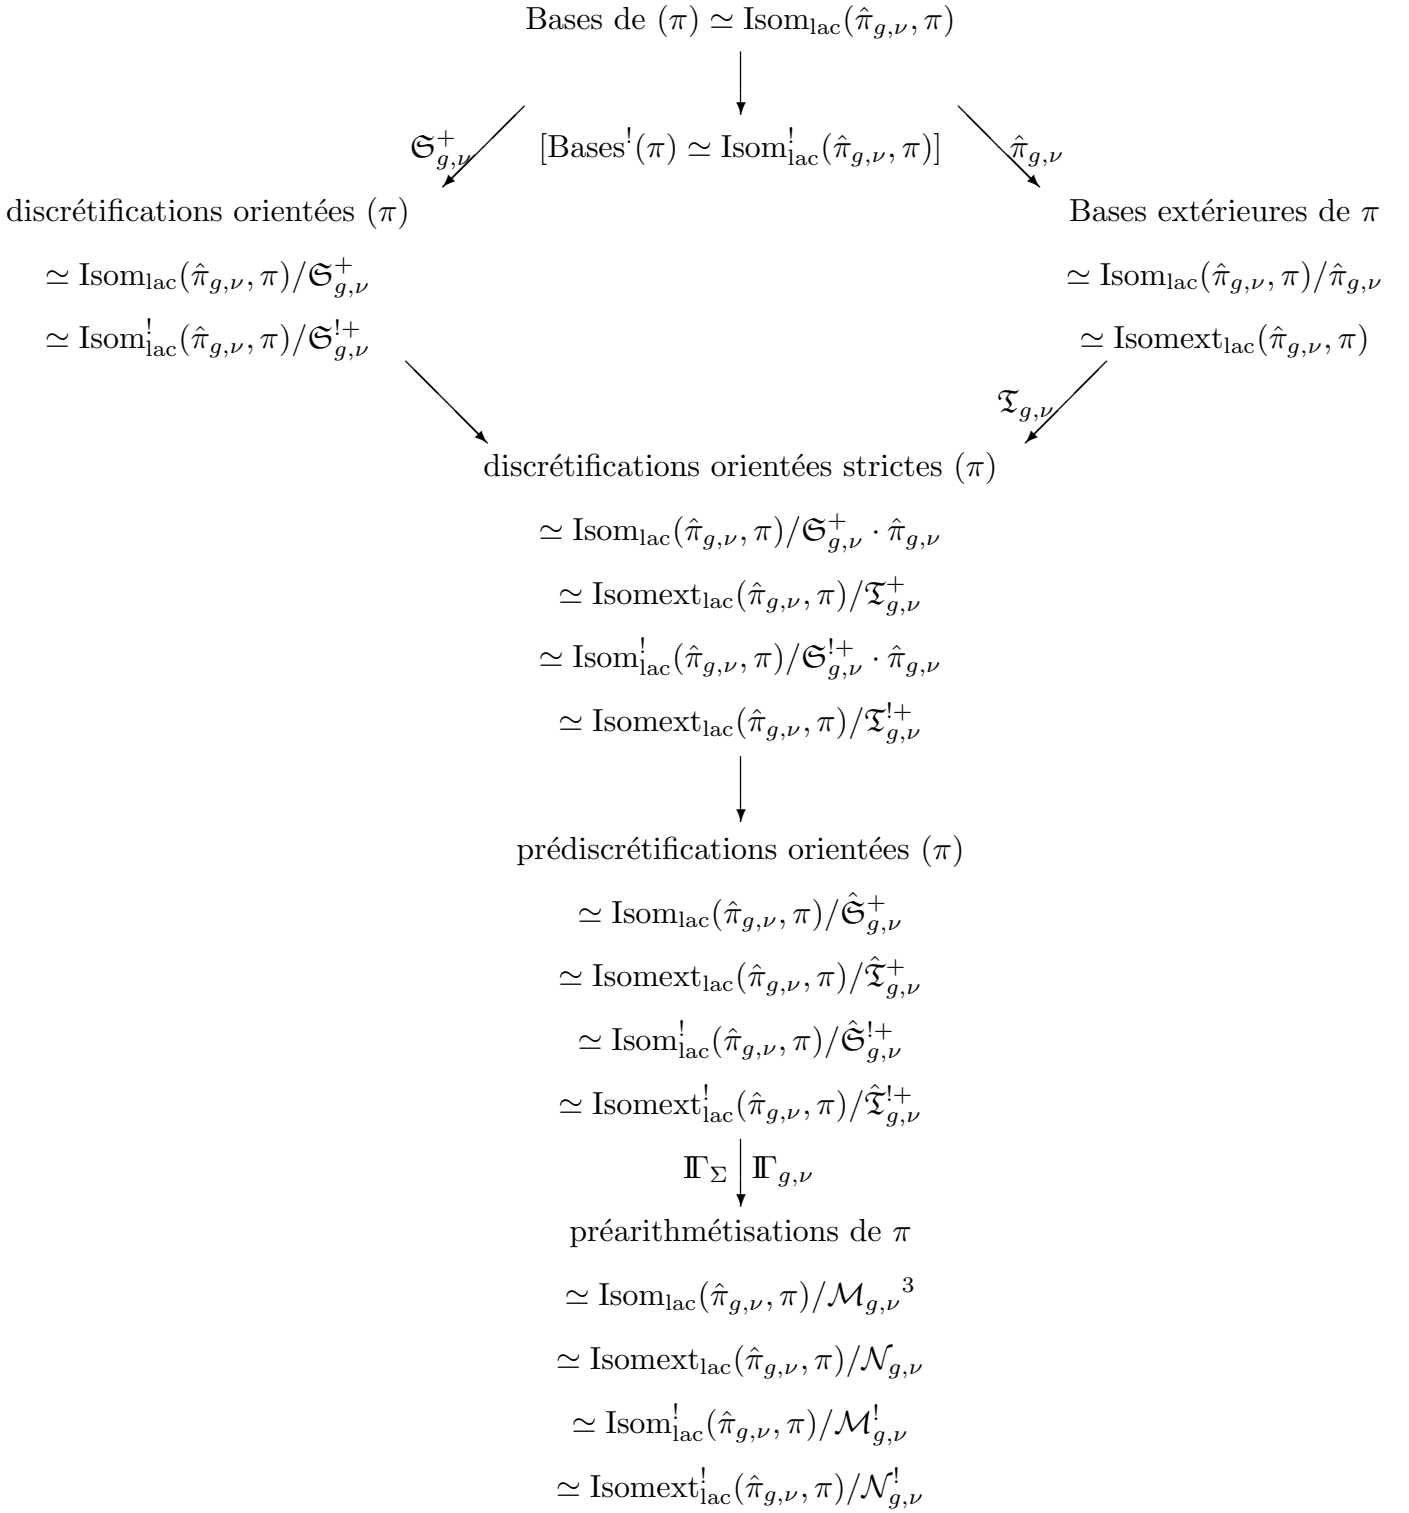 Bases de (π) ≃ Isom_lac(π̂_{g,ν}, π)
𝔖^+_{g,ν}
[Bases^!(π) ≃ Isom^!_lac(π̂_{g,ν}, π)]
π̂_{g,ν}
discrétifications orientées (π)
≃ Isom_lac(π̂_{g,ν}, π)/𝔖^+_{g,ν}
≃ Isom^!_lac(π̂_{g,ν}, π)/𝔖^{!+}_{g,ν}
Bases extérieures de π
≃ Isom_lac(π̂_{g,ν}, π)/π̂_{g,ν}
≃ Isomext_lac(π̂_{g,ν}, π)
𝔗_{g,ν}
discrétifications orientées strictes (π)
≃ Isom_lac(π̂_{g,ν}, π)/𝔖^+_{g,ν} · π̂_{g,ν}
≃ Isomext_lac(π̂_{g,ν}, π)/𝔗^+_{g,ν}
≃ Isom^!_lac(π̂_{g,ν}, π)/𝔖^{!+}_{g,ν} · π̂_{g,ν}
≃ Isomext_lac(π̂_{g,ν}, π)/𝔗^{!+}_{g,ν}
prédiscrétifications orientées (π)
≃ Isom_lac(π̂_{g,ν}, π)/𝔖̂^+_{g,ν}
≃ Isomext_lac(π̂_{g,ν}, π)/𝔗̂^+_{g,ν}
≃ Isom^!_lac(π̂_{g,ν}, π)/𝔖̂^{!+}_{g,ν}
≃ Isomext^!_lac(π̂_{g,ν}, π)/𝔗̂^{!+}_{g,ν}
IΓ_Σ IΓ_{g,ν}
préarithmétisations de π
≃ Isom_lac(π̂_{g,ν}, π)/ℳ_{g,ν}^3
≃ Isomext_lac(π̂_{g,ν}, π)/𝒩_{g,ν}
≃ Isom^!_lac(π̂_{g,ν}, π)/ℳ^!_{g,ν}
≃ Isomext^!_lac(π̂_{g,ν}, π)/𝒩^!_{g,ν}